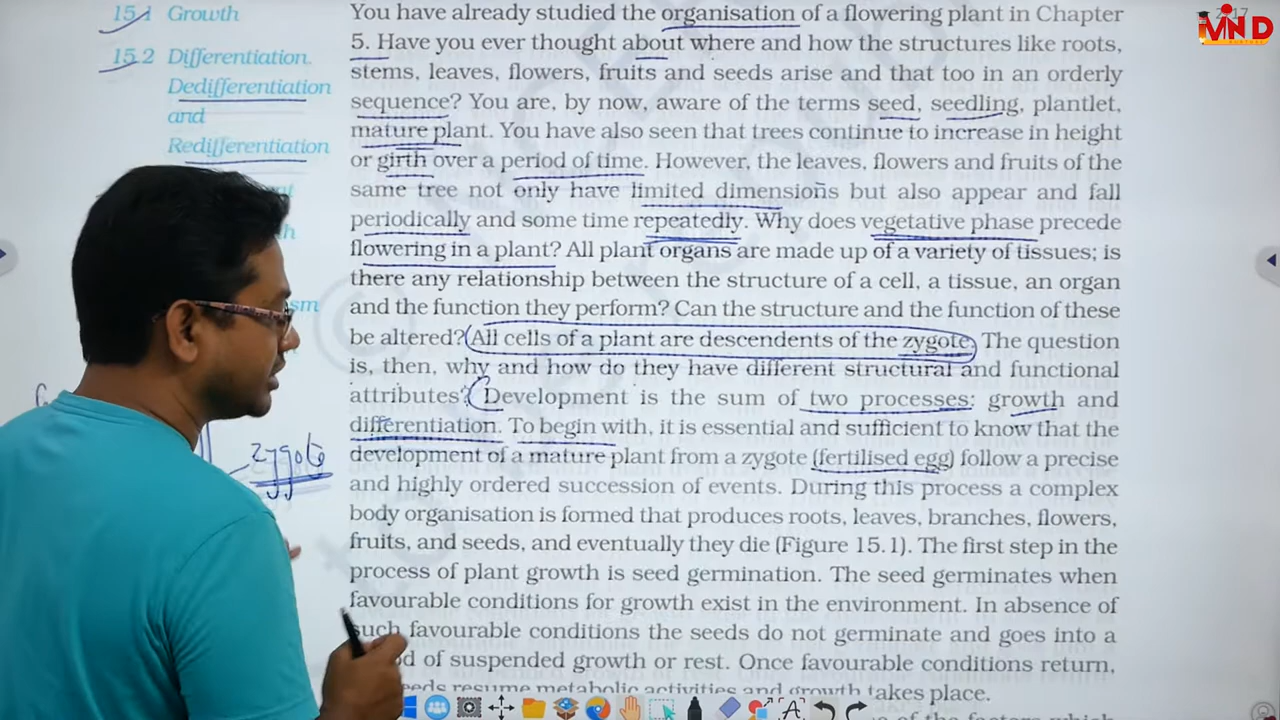 15.1 Growth
15.2 Differentiation,
Dedifferentiation
and
Redifferentiation
You have already studied the organisation of a flowering plant in Chapter
5. Have you ever thought about where and how the structures like roots,
stems, leaves, flowers, fruits and seeds arise and that too in an orderly
sequence? You are, by now, aware of the terms seed, seedling, plantlet,
mature plant. You have also seen that trees continue to increase in height
or girth over a period of time. However, the leaves, flowers and fruits of the
same tree not only have limited dimensions but also appear and fall
periodically and some time repeatedly. Why does vegetative phase precede
flowering in a plant? All plant organs are made up of a variety of tissues; is
there any relationship between the structure of a cell, a tissue, an organ
and the function they perform? Can the structure and the function of these
be altered? All cells of a plant are descendents of the zygote. The question
is, then, why and how do they have different structural and functional
attributes? Development is the sum of two processes: growth and
differentiation. To begin with, it is essential and sufficient to know that the
development of a mature plant from a zygote (fertilised egg) follow a precise
and highly ordered succession of events. During this process a complex
body organisation is formed that produces roots, leaves, branches, flowers,
fruits, and seeds, and eventually they die (Figure 15.1). The first step in the
process of plant growth is seed germination. The seed germinates when
favourable conditions for growth exist in the environment. In absence of
such favourable conditions the seeds do not germinate and goes into a
of suspended growth or rest. Once favourable conditions return,
resume metabolic activities and growth takes place.
zygote
MIND